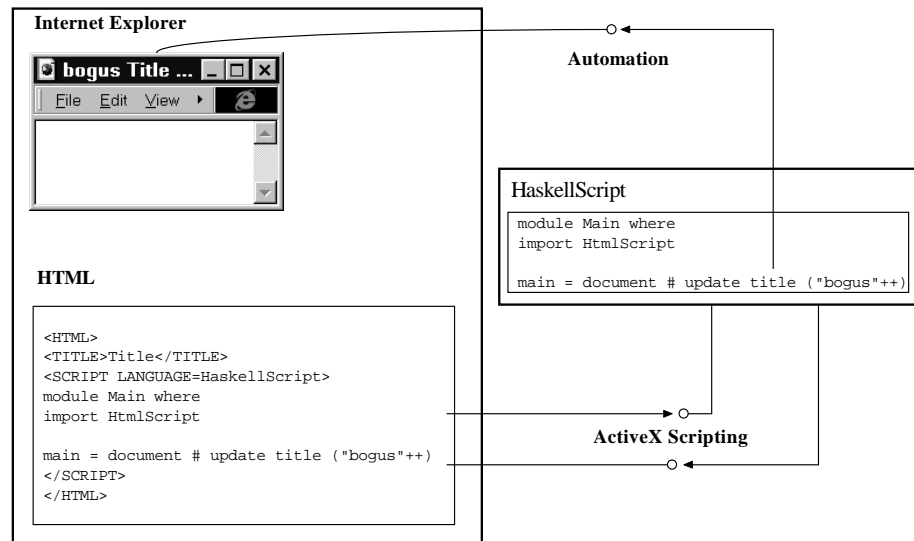 Internet Explorer
bogus Title ...
File Edit View
HTML
<HTML>
<TITLE>Title</TITLE>
<SCRIPT LANGUAGE=HaskellScript>
module Main where
import HtmlScript
main = document # update title ("bogus"++)
</SCRIPT>
</HTML>
Automation
HaskellScript
module Main where
import HtmlScript
main = document # update title ("bogus"++)
ActiveX Scripting